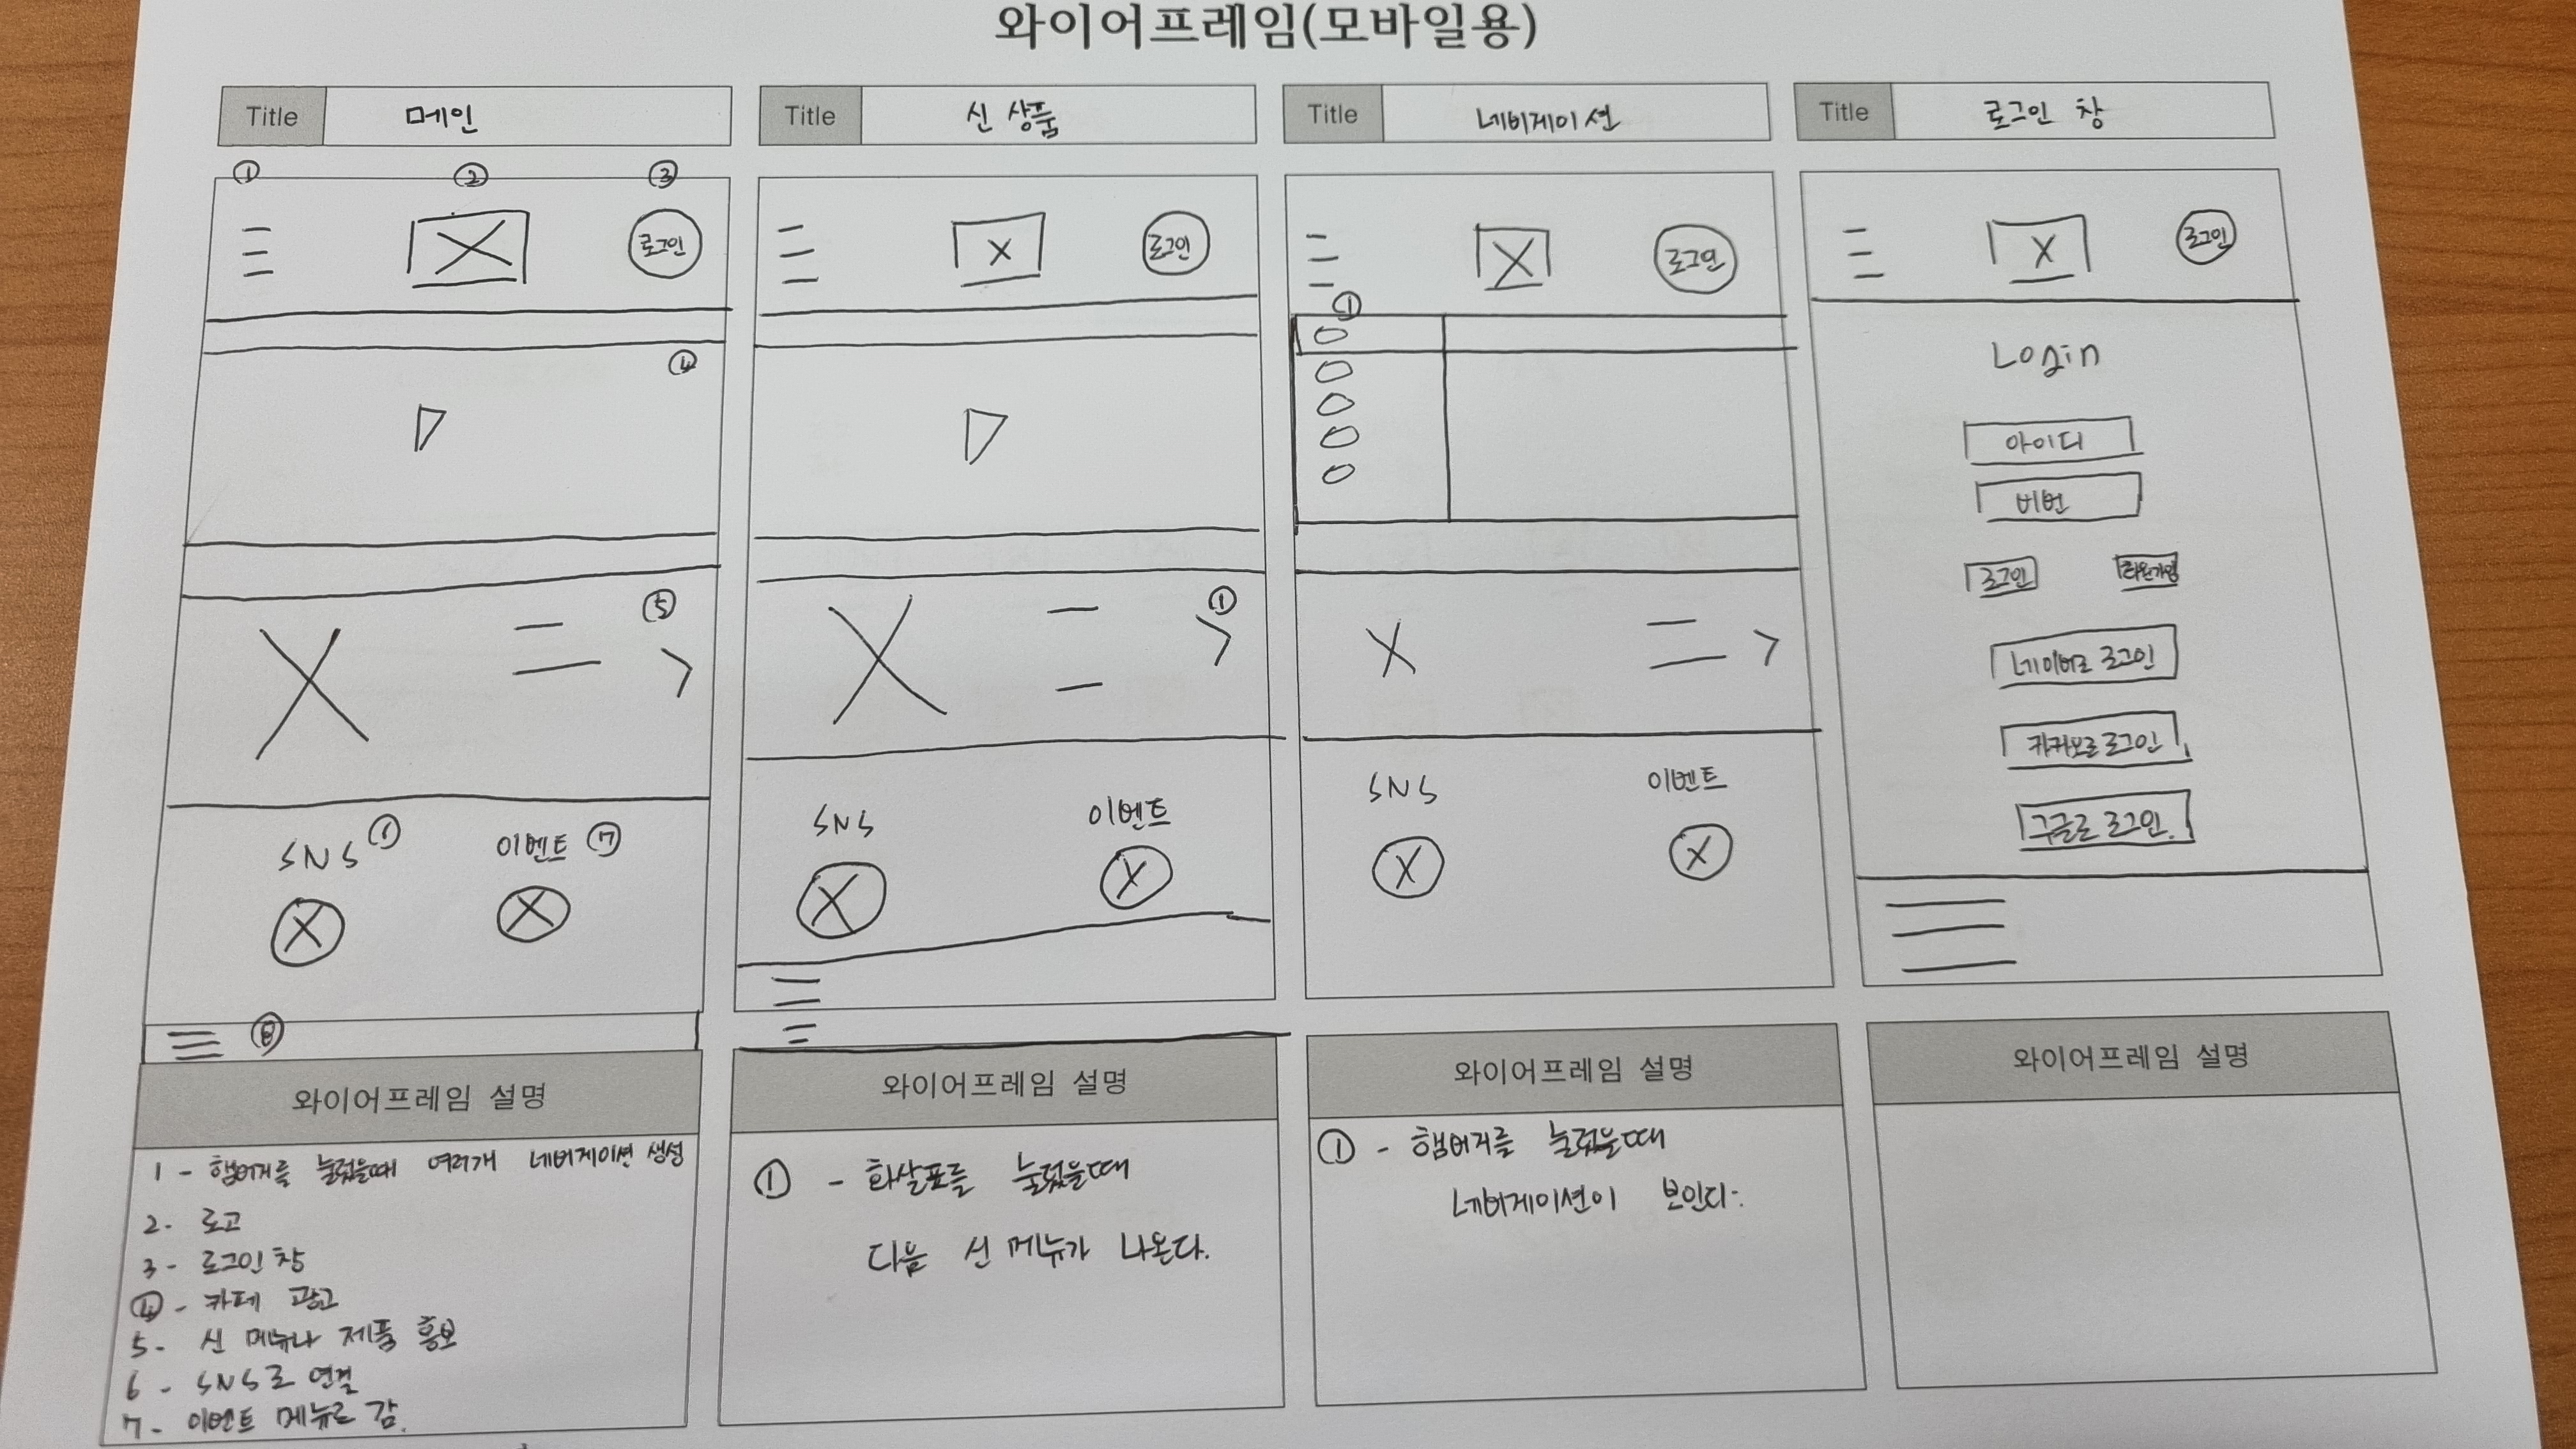 와이어프레임(모바일용)
Title 메인
Title 신 상품
Title 네비게이션
Title 로그인 창
① ② ③
로그인
④
⑤
SNS ⑥
이벤트 ⑦
⑧
로그인
①
SNS
이벤트
로그인
①
SNS
이벤트
로그인
Login
아이디
비번
로그인 회원가입
네이버로 로그인
카카오로 로그인
구글로 로그인
와이어프레임 설명
1 - 햄버거를 눌렀을때 여러개 네비게이션 생성
2. 로고
3 - 로그인 창
④ - 카페 광고
5 - 신 메뉴나 제품 홍보
6 - SNS로 연결
7 - 이벤트 메뉴로 감.
와이어프레임 설명
① - 화살표를 눌렀을때
다음 신 메뉴가 나온다.
와이어프레임 설명
① - 햄버거를 눌렀을때
네비게이션이 보인다.
와이어프레임 설명